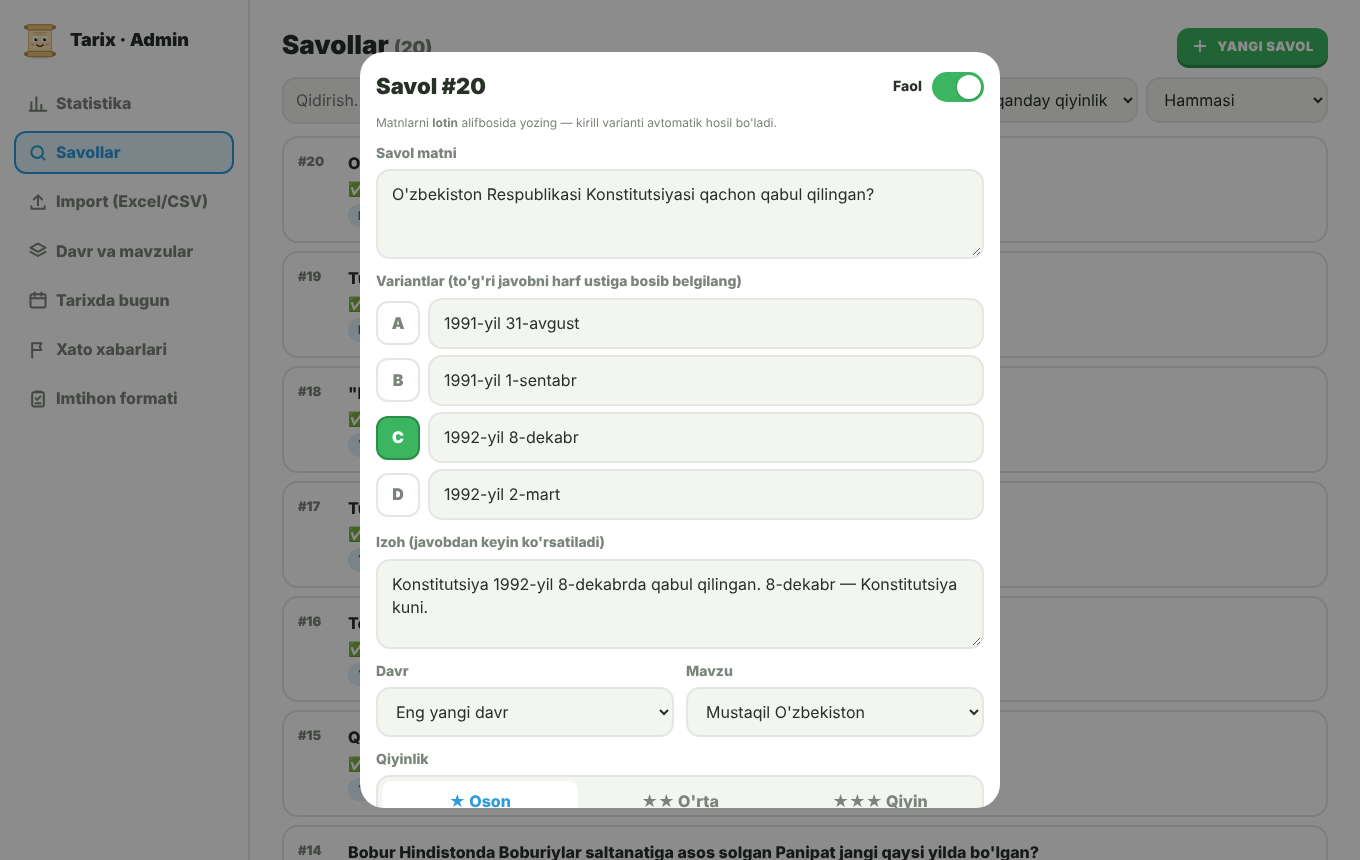 Tarix · Admin
Statistika
Savollar
Import (Excel/CSV)
Davr va mavzular
Tarixda bugun
Xato xabarlari
Imtihon formati
Savollar (20)
+ YANGI SAVOL
Qidirish.
qanday qiyinlik
Hammasi
#20
#19
#18
#17
#16
#15
#14
Bobur Hindistonda Boburiylar saltanatiga asos solgan Panipat jangi qaysi yilda bo'lgan?
Savol #20
Faol
Matnlarni lotin alifbosida yozing — kirill varianti avtomatik hosil bo'ladi.
Savol matni
O'zbekiston Respublikasi Konstitutsiyasi qachon qabul qilingan?
Variantlar (to'g'ri javobni harf ustiga bosib belgilang)
A 1991-yil 31-avgust
B 1991-yil 1-sentabr
C 1992-yil 8-dekabr
D 1992-yil 2-mart
Izoh (javobdan keyin ko'rsatiladi)
Konstitutsiya 1992-yil 8-dekabrda qabul qilingan. 8-dekabr — Konstitutsiya
kuni.
Davr
Mavzu
Eng yangi davr
Mustaqil O'zbekiston
Qiyinlik
★ Oson
★★ O'rta
★★★ Qiyin